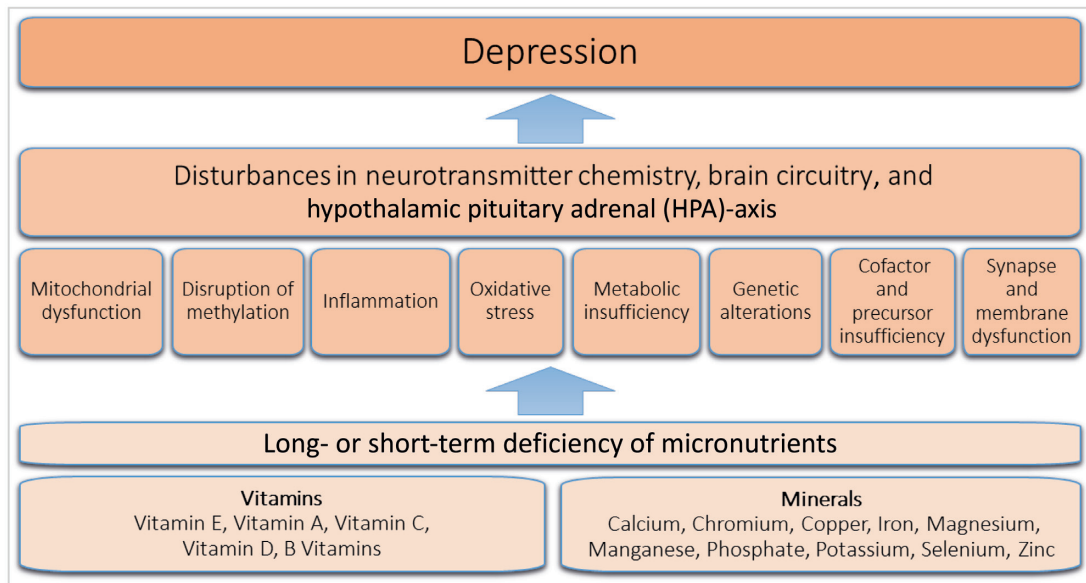 Depression
Disturbances in neurotransmitter chemistry, brain circuitry, and
hypothalamic pituitary adrenal (HPA)-axis
Mitochondrial
dysfunction
Disruption of
methylation
Inflammation
Oxidative
stress
Metabolic
insufficiency
Genetic
alterations
Cofactor
and
precursor
insufficiency
Synapse
and
membrane
dysfunction
Long- or short-term deficiency of micronutrients
Vitamins
Vitamin E, Vitamin A, Vitamin C,
Vitamin D, B Vitamins
Minerals
Calcium, Chromium, Copper, Iron, Magnesium,
Manganese, Phosphate, Potassium, Selenium, Zinc